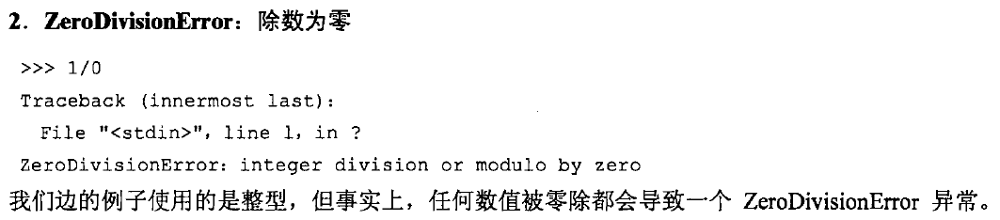 2. ZeroDivisionError：除数为零
>>> 1/0
Traceback (innermost last):
  File "<stdin>", line 1, in ?
ZeroDivisionError: integer division or modulo by zero
我们边的例子使用的是整型，但事实上，任何数值被零除都会导致一个 ZeroDivisionError 异常。